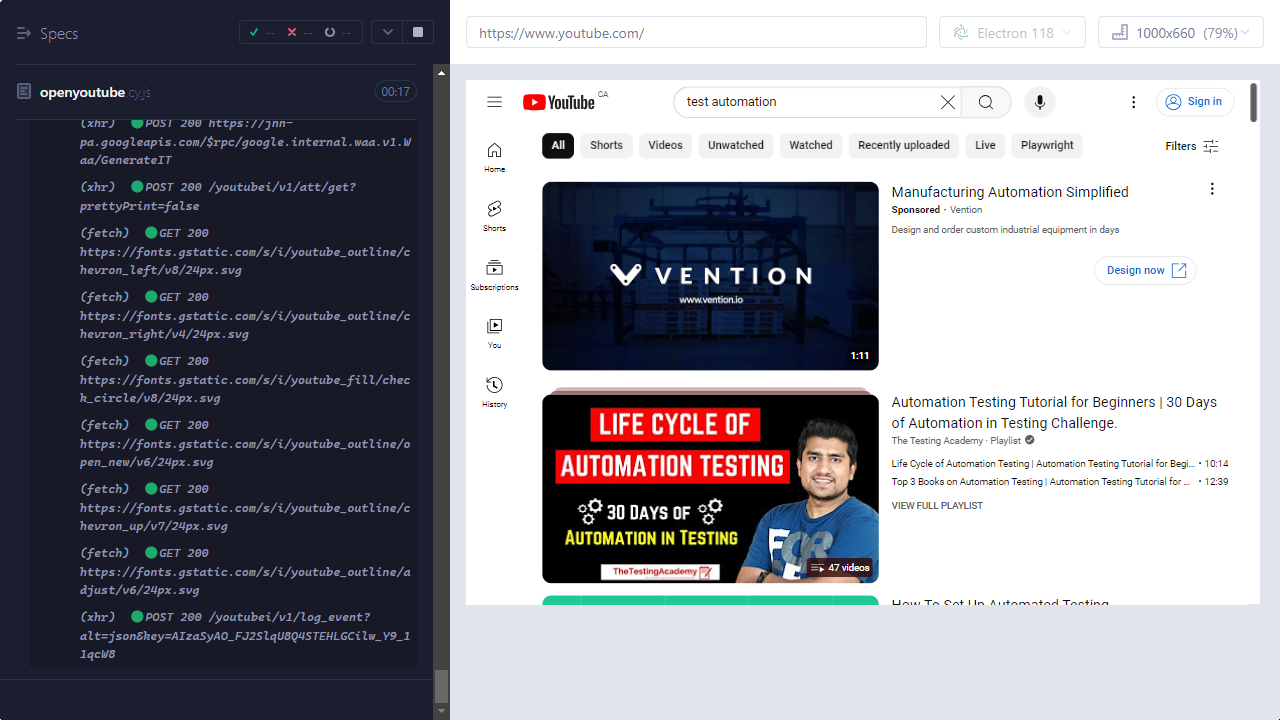 Specs
--
--
--
openyoutube.cy.js
00:17
(xhr) POST 200 https://jnn-
pa.googleapis.com/$rpc/google.internal.waa.v1.W
aa/GenerateIT
(xhr) POST 200 /youtubei/v1/att/get?
prettyPrint=false
(fetch) GET 200
https://fonts.gstatic.com/s/i/youtube_outline/c
hevron_left/v8/24px.svg
(fetch) GET 200
https://fonts.gstatic.com/s/i/youtube_outline/c
hevron_right/v4/24px.svg
(fetch) GET 200
https://fonts.gstatic.com/s/i/youtube_fill/chec
k_circle/v8/24px.svg
(fetch) GET 200
https://fonts.gstatic.com/s/i/youtube_outline/o
pen_new/v6/24px.svg
(fetch) GET 200
https://fonts.gstatic.com/s/i/youtube_outline/c
hevron_up/v7/24px.svg
(fetch) GET 200
https://fonts.gstatic.com/s/i/youtube_outline/a
djust/v6/24px.svg
(xhr) POST 200 /youtubei/v1/log_event?
alt=json&key=AIzaSyAO_FJ2SlqU8Q4STEHLGCilw_Y9_1
1qcW8
https://www.youtube.com/
Electron 118
1000x660 (79%)
YouTube CA
test automation
Sign in
All
Shorts
Videos
Unwatched
Watched
Recently uploaded
Live
Playwright
Filters
Home
Shorts
Subscriptions
You
History
VENTION
www.vention.io
1:11
Manufacturing Automation Simplified
Sponsored · Vention
Design and order custom industrial equipment in days
Design now
LIFE CYCLE OF
AUTOMATION TESTING
30 DAYS OF
AUTOMATION IN TESTING
TheTestingAcademy
47 videos
Automation Testing Tutorial for Beginners | 30 Days
of Automation in Testing Challenge.
The Testing Academy · Playlist
Life Cycle of Automation Testing | Automation Testing Tutorial for Begi... • 10:14
Top 3 Books on Automation Testing | Automation Testing Tutorial for ... • 12:39
VIEW FULL PLAYLIST
How To Set Up Automated Testing